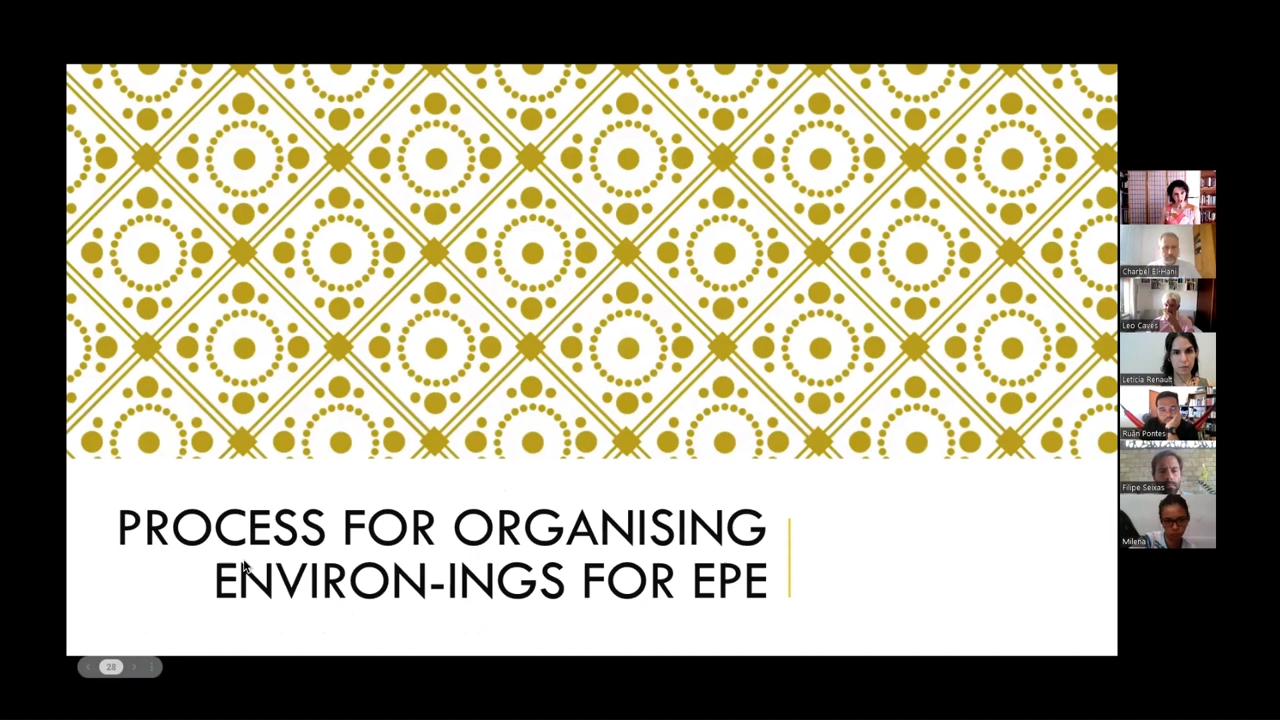 PROCESS FOR ORGANISING
ENVIRON-INGS FOR EPE
28
Charbel El-Hani
Leo Caves
Leticia Renault
Ruan Pontes
Filipe Seixas
Milena